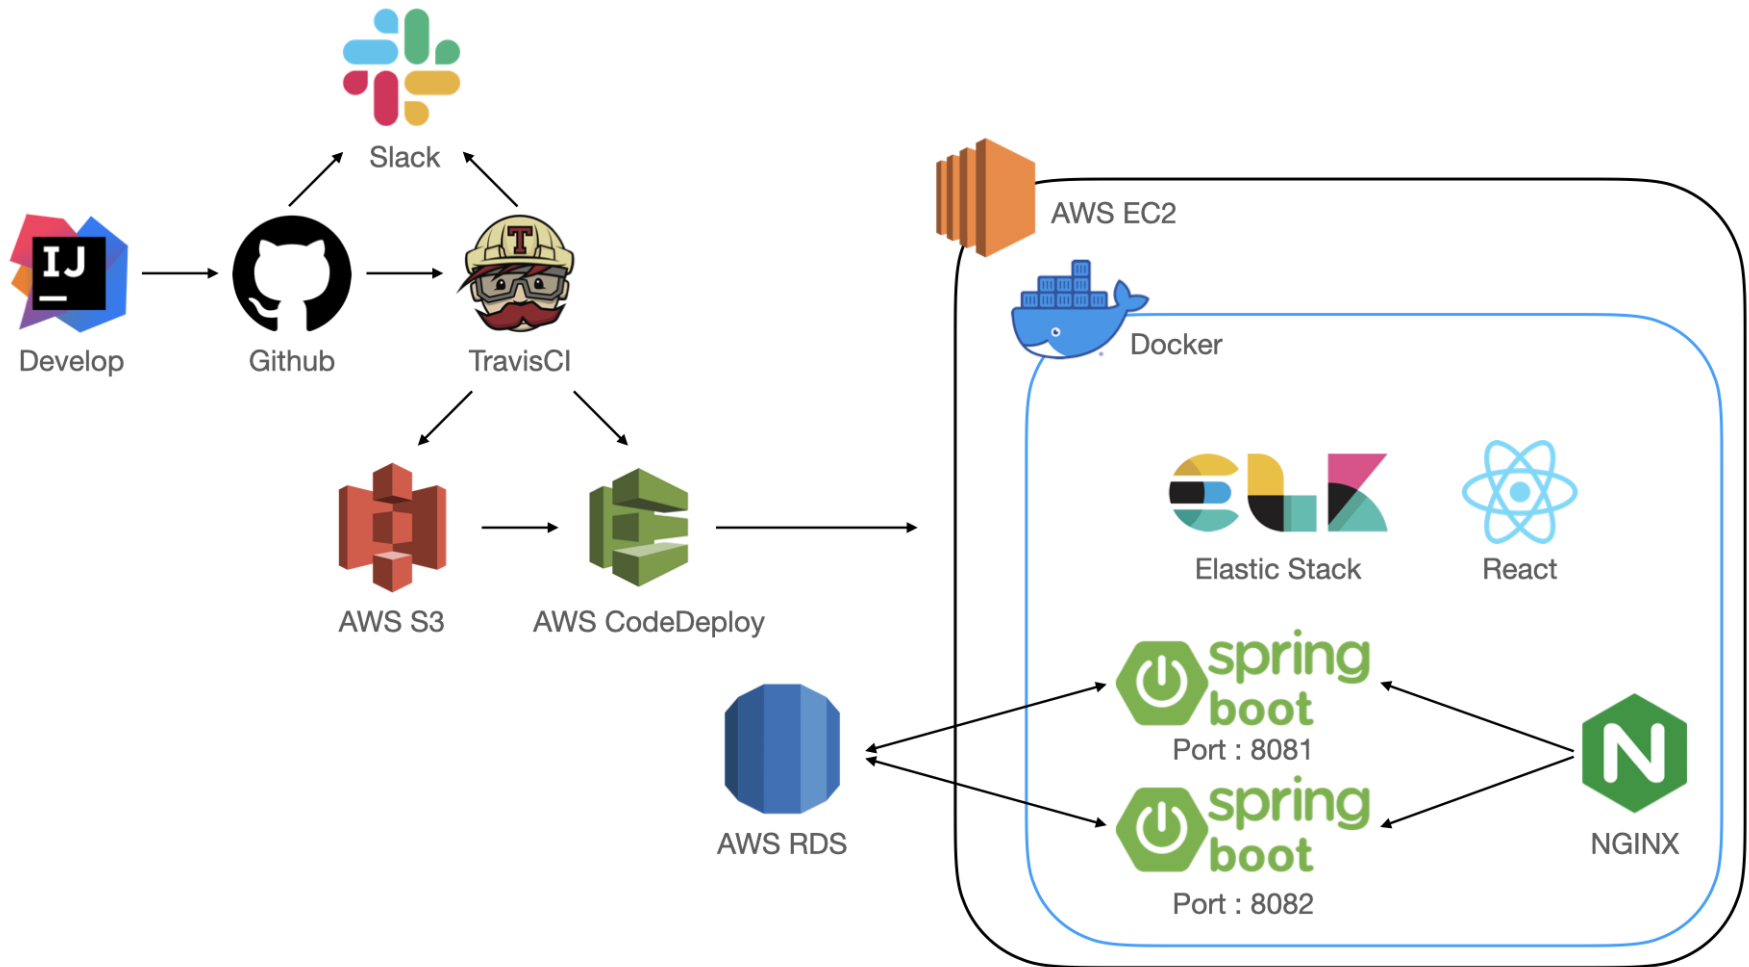 Slack
AWS EC2
IJ
T
Develop
Github
TravisCI
Docker
Elastic Stack
React
AWS S3
AWS CodeDeploy
spring
boot
Port : 8081
N
AWS RDS
spring
boot
NGINX
Port : 8082